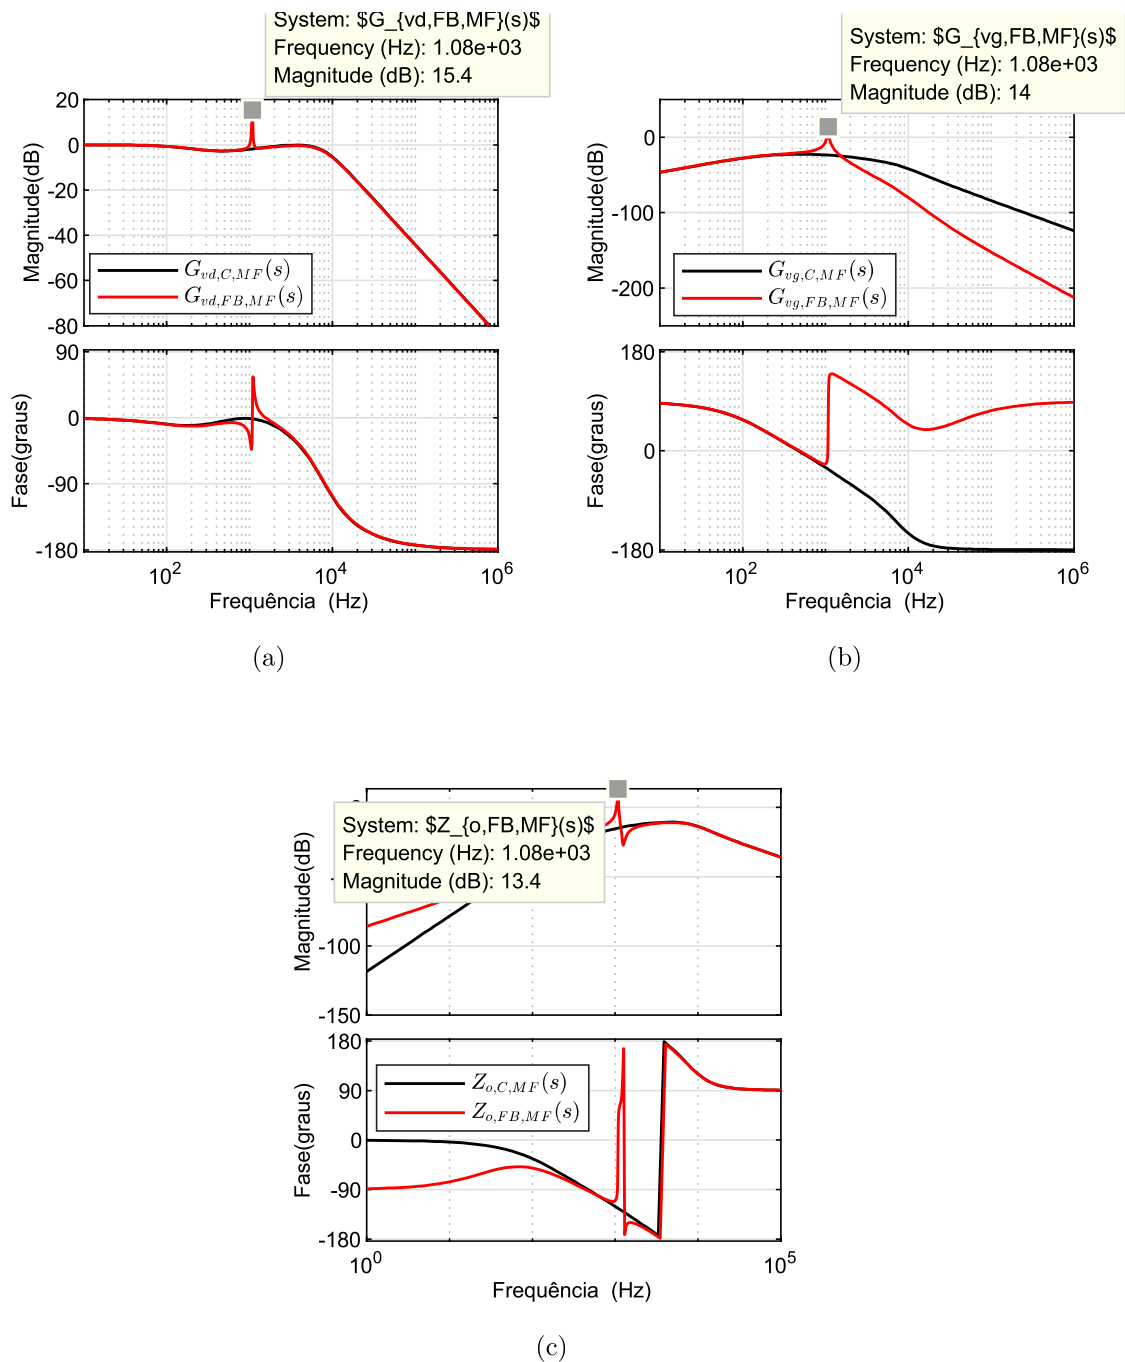 System: $G_{vd,FB,MF}(s)$
Frequency (Hz): 1.08e+03
Magnitude (dB): 15.4
20
0
-20
-40
-60
-80
Magnitude(dB)
G_{vd,C,MF}(s)
G_{vd,FB,MF}(s)
90
0
-90
-180
Fase(graus)
10^2
10^4
10^6
Frequência (Hz)
(a)
System: $G_{vg,FB,MF}(s)$
Frequency (Hz): 1.08e+03
Magnitude (dB): 14
0
-100
-200
Magnitude(dB)
G_{vg,C,MF}(s)
G_{vg,FB,MF}(s)
180
0
-180
Fase(graus)
10^2
10^4
10^6
Frequência (Hz)
(b)
System: $Z_{o,FB,MF}(s)$
Frequency (Hz): 1.08e+03
Magnitude (dB): 13.4
-100
-150
Magnitude(dB)
180
90
0
-90
-180
Fase(graus)
Z_{o,C,MF}(s)
Z_{o,FB,MF}(s)
10^0
10^5
Frequência (Hz)
(c)